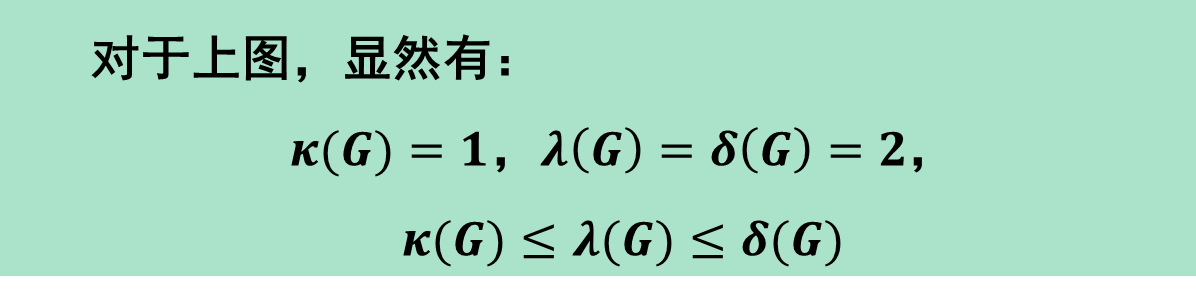 对于上图，显然有：
κ(G) = 1，λ(G) = δ(G) = 2，
κ(G) ≤ λ(G) ≤ δ(G)